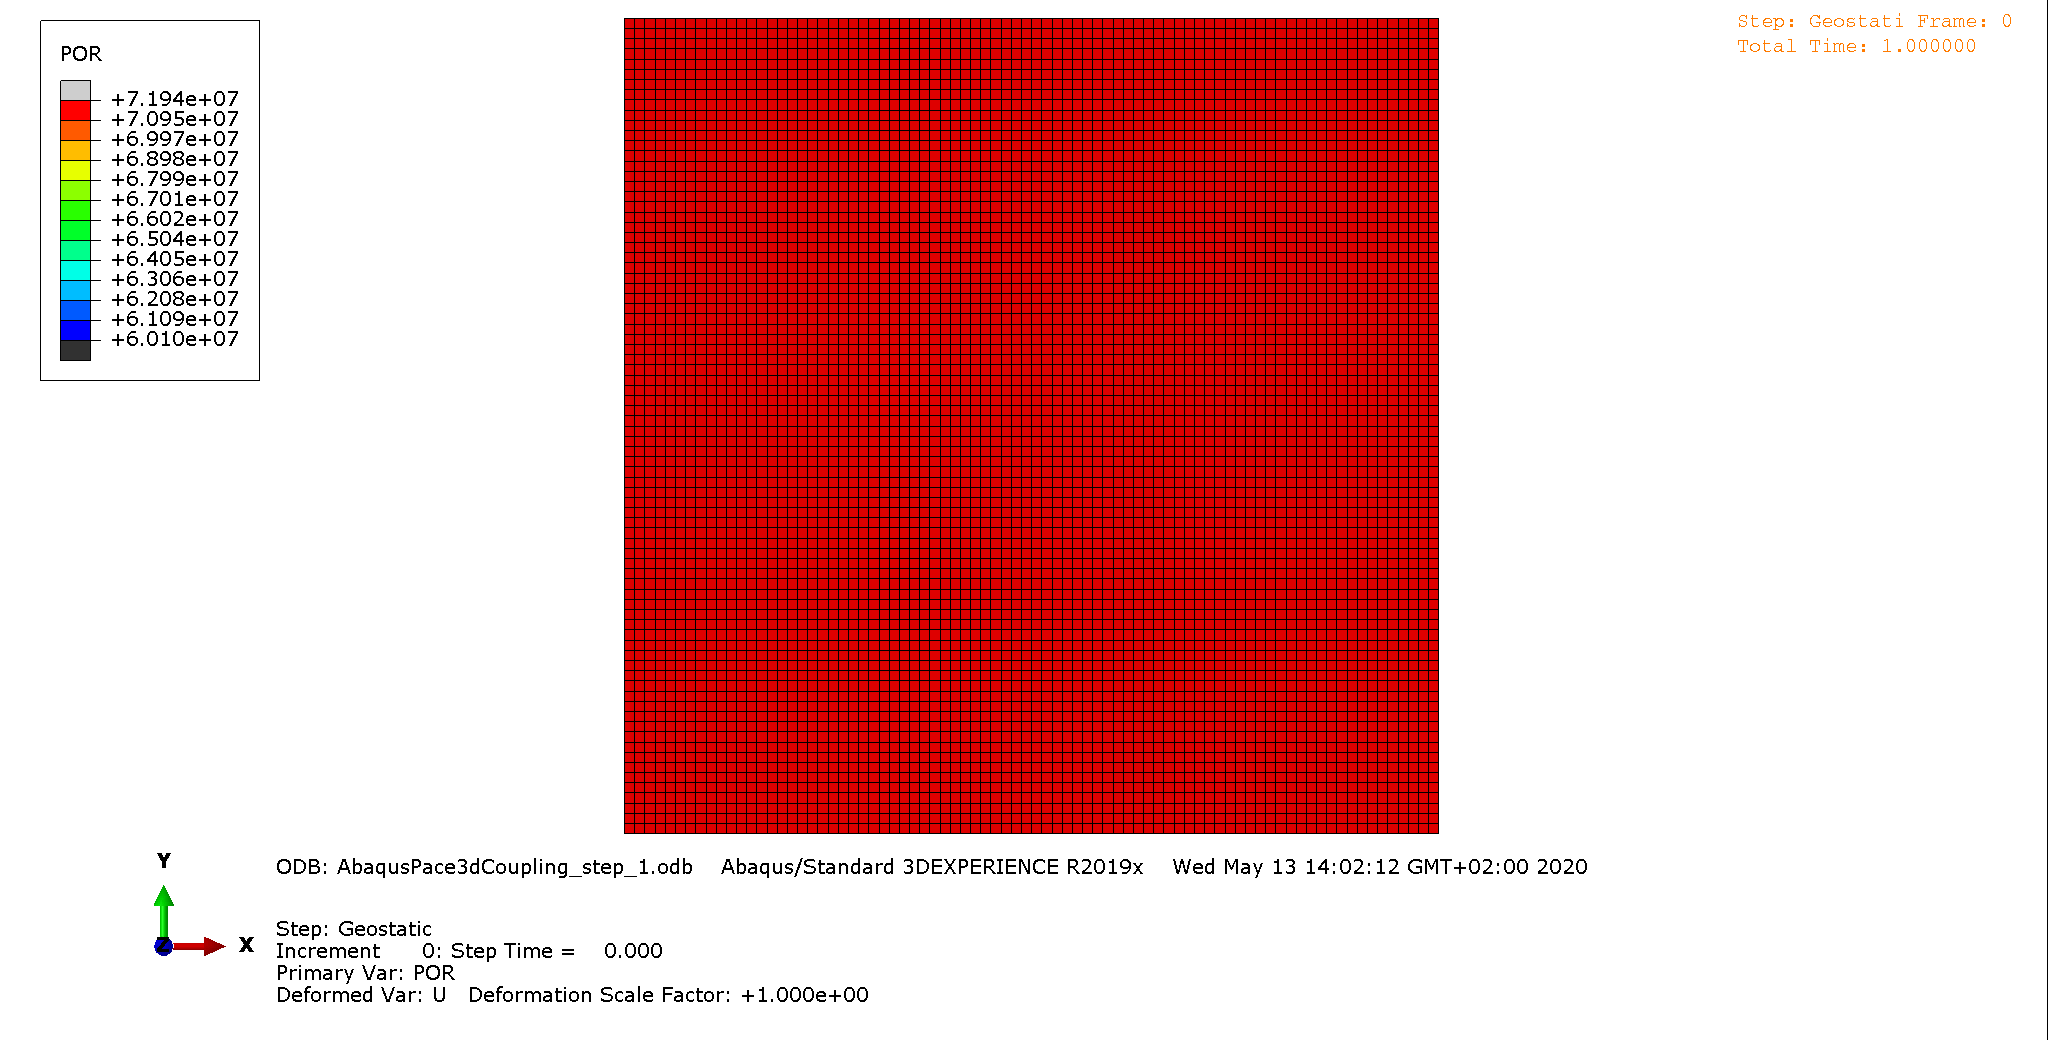 POR
+7.194e+07
+7.095e+07
+6.997e+07
+6.898e+07
+6.799e+07
+6.701e+07
+6.602e+07
+6.504e+07
+6.405e+07
+6.306e+07
+6.208e+07
+6.109e+07
+6.010e+07
Step: Geostati Frame: 0
Total Time: 1.000000
Y
Z
X
ODB: AbaqusPace3dCoupling_step_1.odb Abaqus/Standard 3DEXPERIENCE R2019x Wed May 13 14:02:12 GMT+02:00 2020
Step: Geostatic
Increment 0: Step Time = 0.000
Primary Var: POR
Deformed Var: U Deformation Scale Factor: +1.000e+00